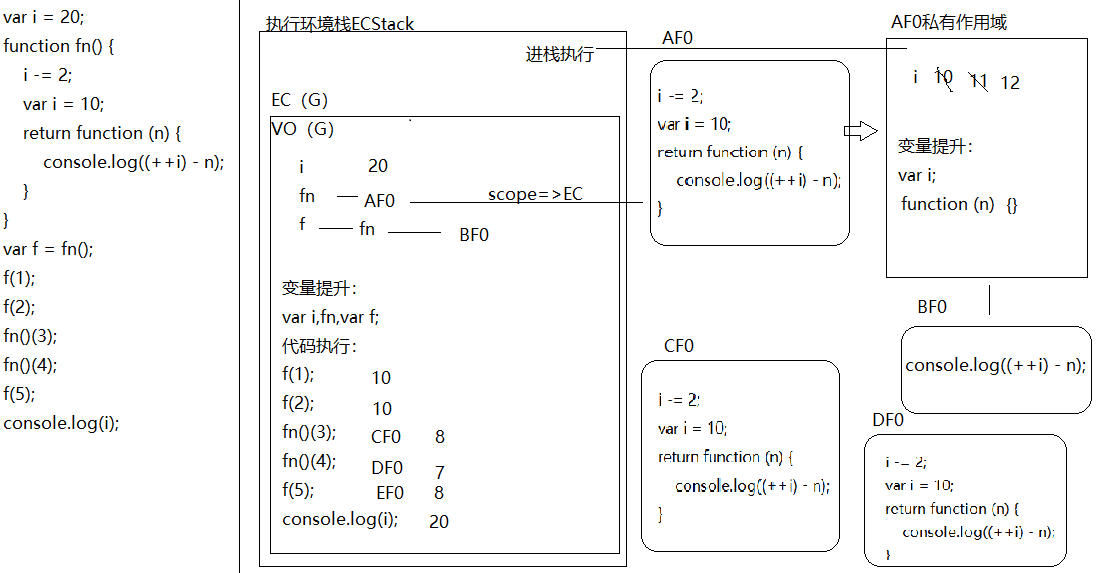 var i = 20;
function fn() {
i -= 2;
var i = 10;
return function (n) {
console.log((++i) - n);
}
}
var f = fn();
f(1);
f(2);
fn()(3);
fn()(4);
f(5);
console.log(i);
执行环境栈ECStack
进栈执行
EC（G）
VO（G）
i 20
fn AF0 scope=>EC
f fn BF0
变量提升：
var i,fn,var f;
代码执行：
f(1); 10
f(2); 10
fn()(3); CF0 8
fn()(4); DF0 7
f(5); EF0 8
console.log(i); 20
AF0
i -= 2;
var i = 10;
return function (n) {
console.log((++i) - n);
}
AF0私有作用域
i 10 11 12
变量提升：
var i;
function (n) {}
BF0
console.log((++i) - n);
CF0
i -= 2;
var i = 10;
return function (n) {
console.log((++i) - n);
}
DF0
i -= 2;
var i = 10;
return function (n) {
console.log((++i) - n);
}